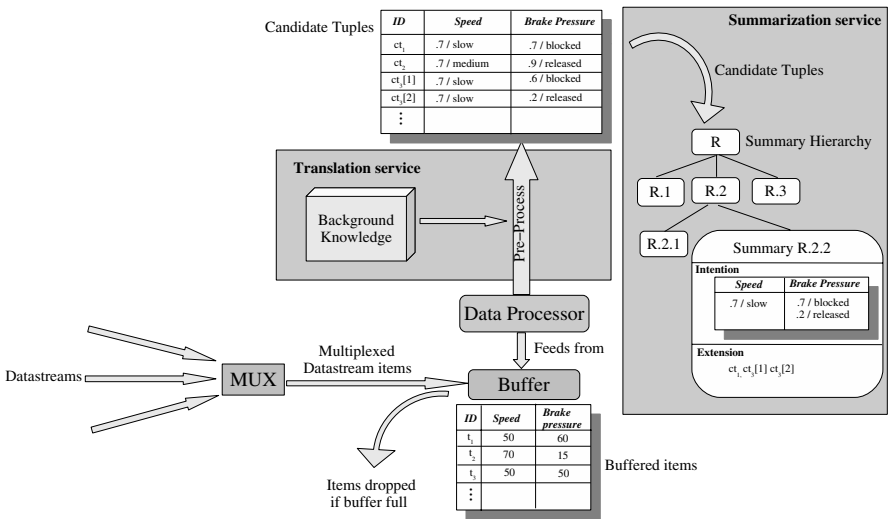 Candidate Tuples
ID Speed Brake Pressure
ct1 .7 / slow .7 / blocked
ct2 .7 / medium .9 / released
ct3[1] .7 / slow .6 / blocked
ct3[2] .7 / slow .2 / released
⋮
Translation service
Background
Knowledge
Pre–Process
Data Processor
Feeds from
Datastreams
MUX
Multiplexed
Datastream items
Buffer
ID Speed Brake
pressure
t1 50 60
t2 70 15
t3 50 50
⋮
Buffered items
Items dropped
if buffer full
Summarization service
Candidate Tuples
Summary Hierarchy
R
R.1 R.2 R.3
R.2.1
Summary R.2.2
Intention
Speed Brake Pressure
.7 / slow .7 / blocked
.2 / released
Extension
ct1, ct3[1] ct3[2]